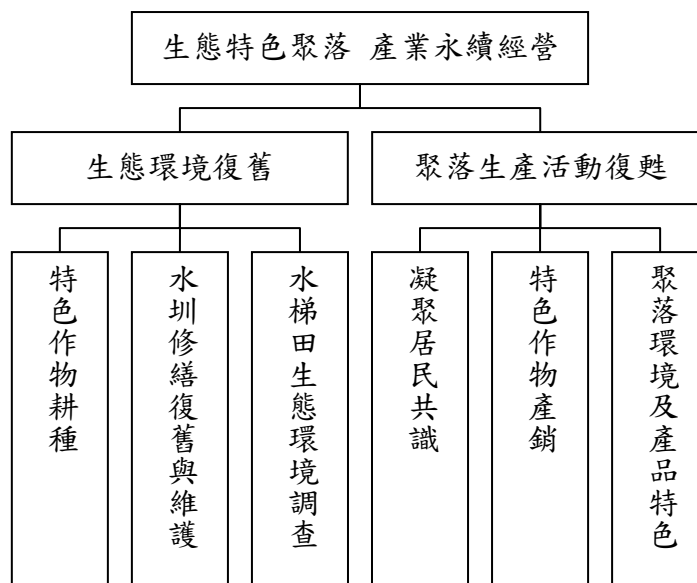 生態特色聚落 產業永續經營
生態環境復舊
聚落生產活動復甦
特色作物耕種
水圳修繕復舊與維護
水梯田生態環境調查
凝聚居民共識
特色作物產銷
聚落環境及產品特色